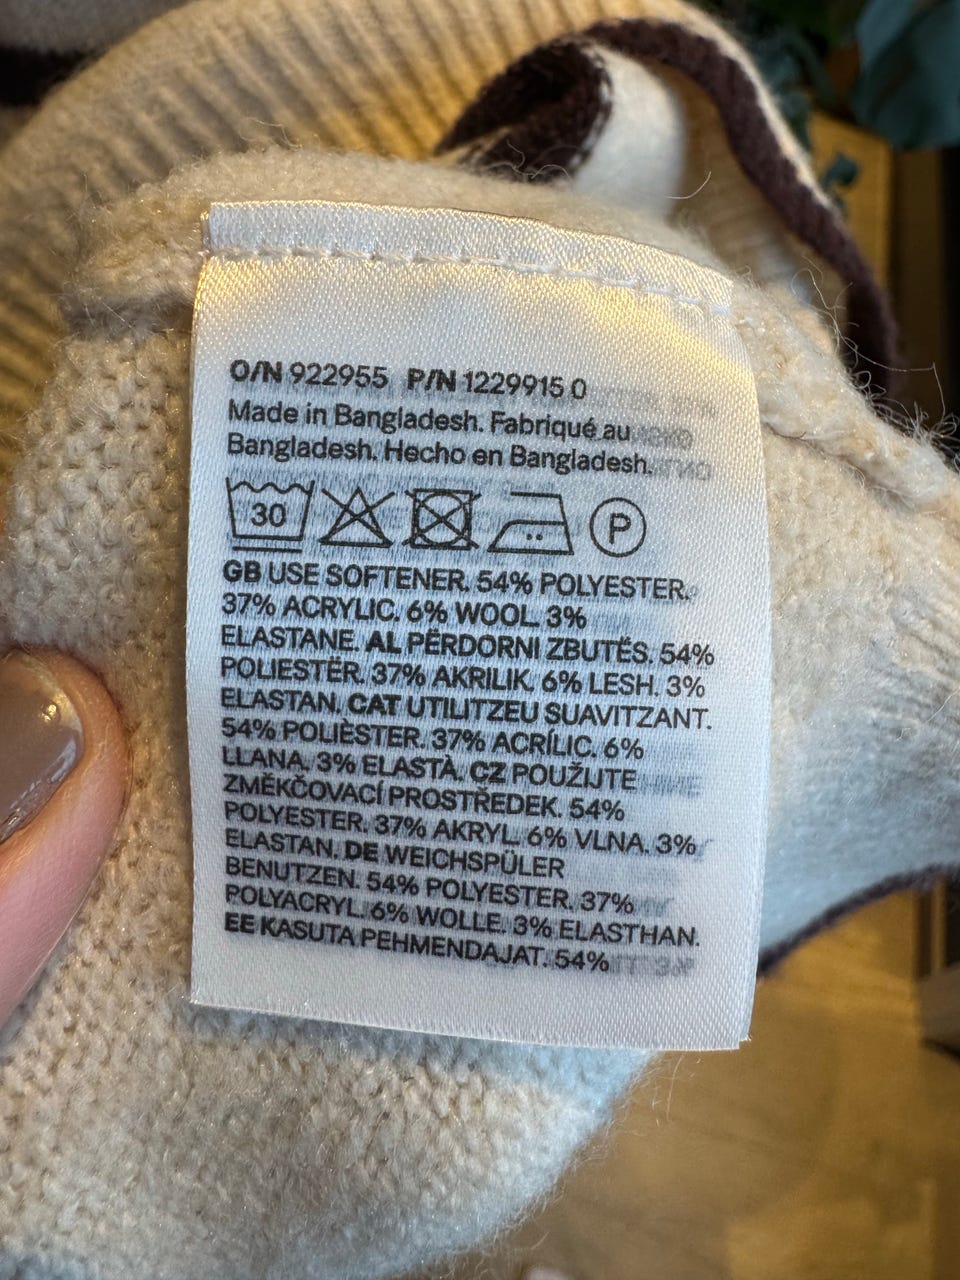 O/N 922955 P/N 1229915 0
Made in Bangladesh. Fabriqué au
Bangladesh. Hecho en Bangladesh.
30 P
GB USE SOFTENER. 54% POLYESTER.
37% ACRYLIC. 6% WOOL. 3%
ELASTANE. AL PËRDORNI ZBUTËS. 54%
POLIESTËR. 37% AKRILIK. 6% LESH. 3%
ELASTAN. CAT UTILITZEU SUAVITZANT.
54% POLIÈSTER. 37% ACRÍLIC. 6%
LLANA. 3% ELASTÀ. CZ POUŽIJTE
ZMĚKČOVACÍ PROSTŘEDEK. 54%
POLYESTER. 37% AKRYL. 6% VLNA. 3%
ELASTAN. DE WEICHSPÜLER
BENUTZEN. 54% POLYESTER. 37%
POLYACRYL. 6% WOLLE. 3% ELASTHAN.
EE KASUTA PEHMENDAJAT. 54%